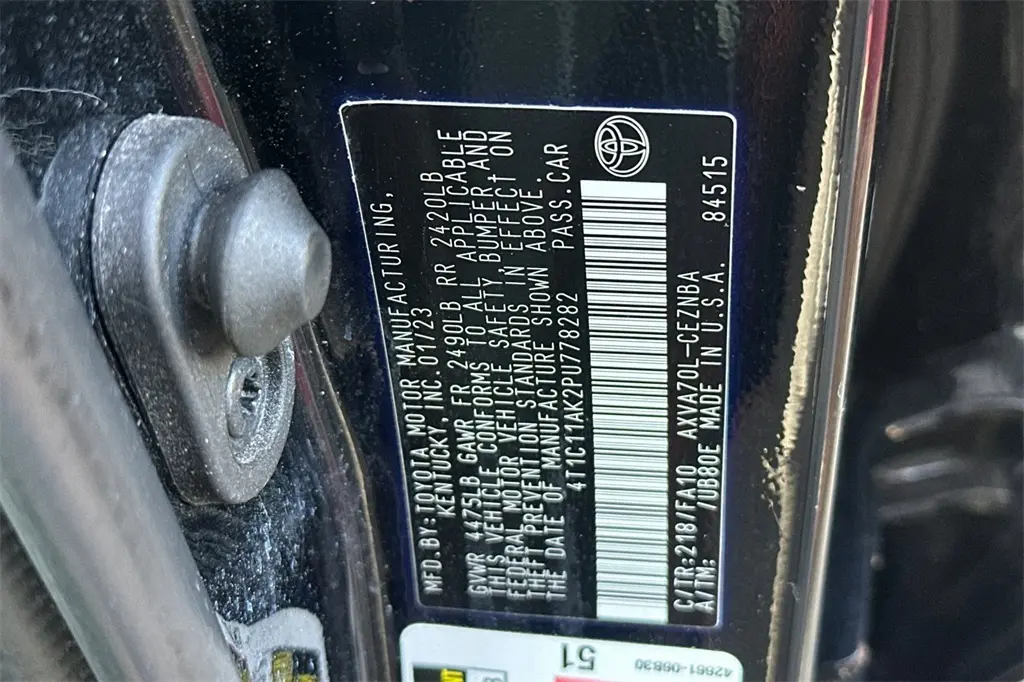 MFD.BY:TOYOTA MOTOR MANUFACTURING,
KENTUCKY, INC. 01/23
GVWR 4475LB GAWR FR 2490LB RR 2420LB
THIS VEHICLE CONFORMS TO ALL APPLICABLE
FEDERAL MOTOR VEHICLE SAFETY, BUMPER AND
THEFT PREVENTION STANDARDS IN EFFECT ON
THE DATE OF MANUFACTURE SHOWN ABOVE.
4T1C11AK2PU778282 PASS.CAR
C/TR:218/FA10 AXVA70L-CEZNBA
A/TM: /UB80E MADE IN U.S.A. 84515
51
42661-06830